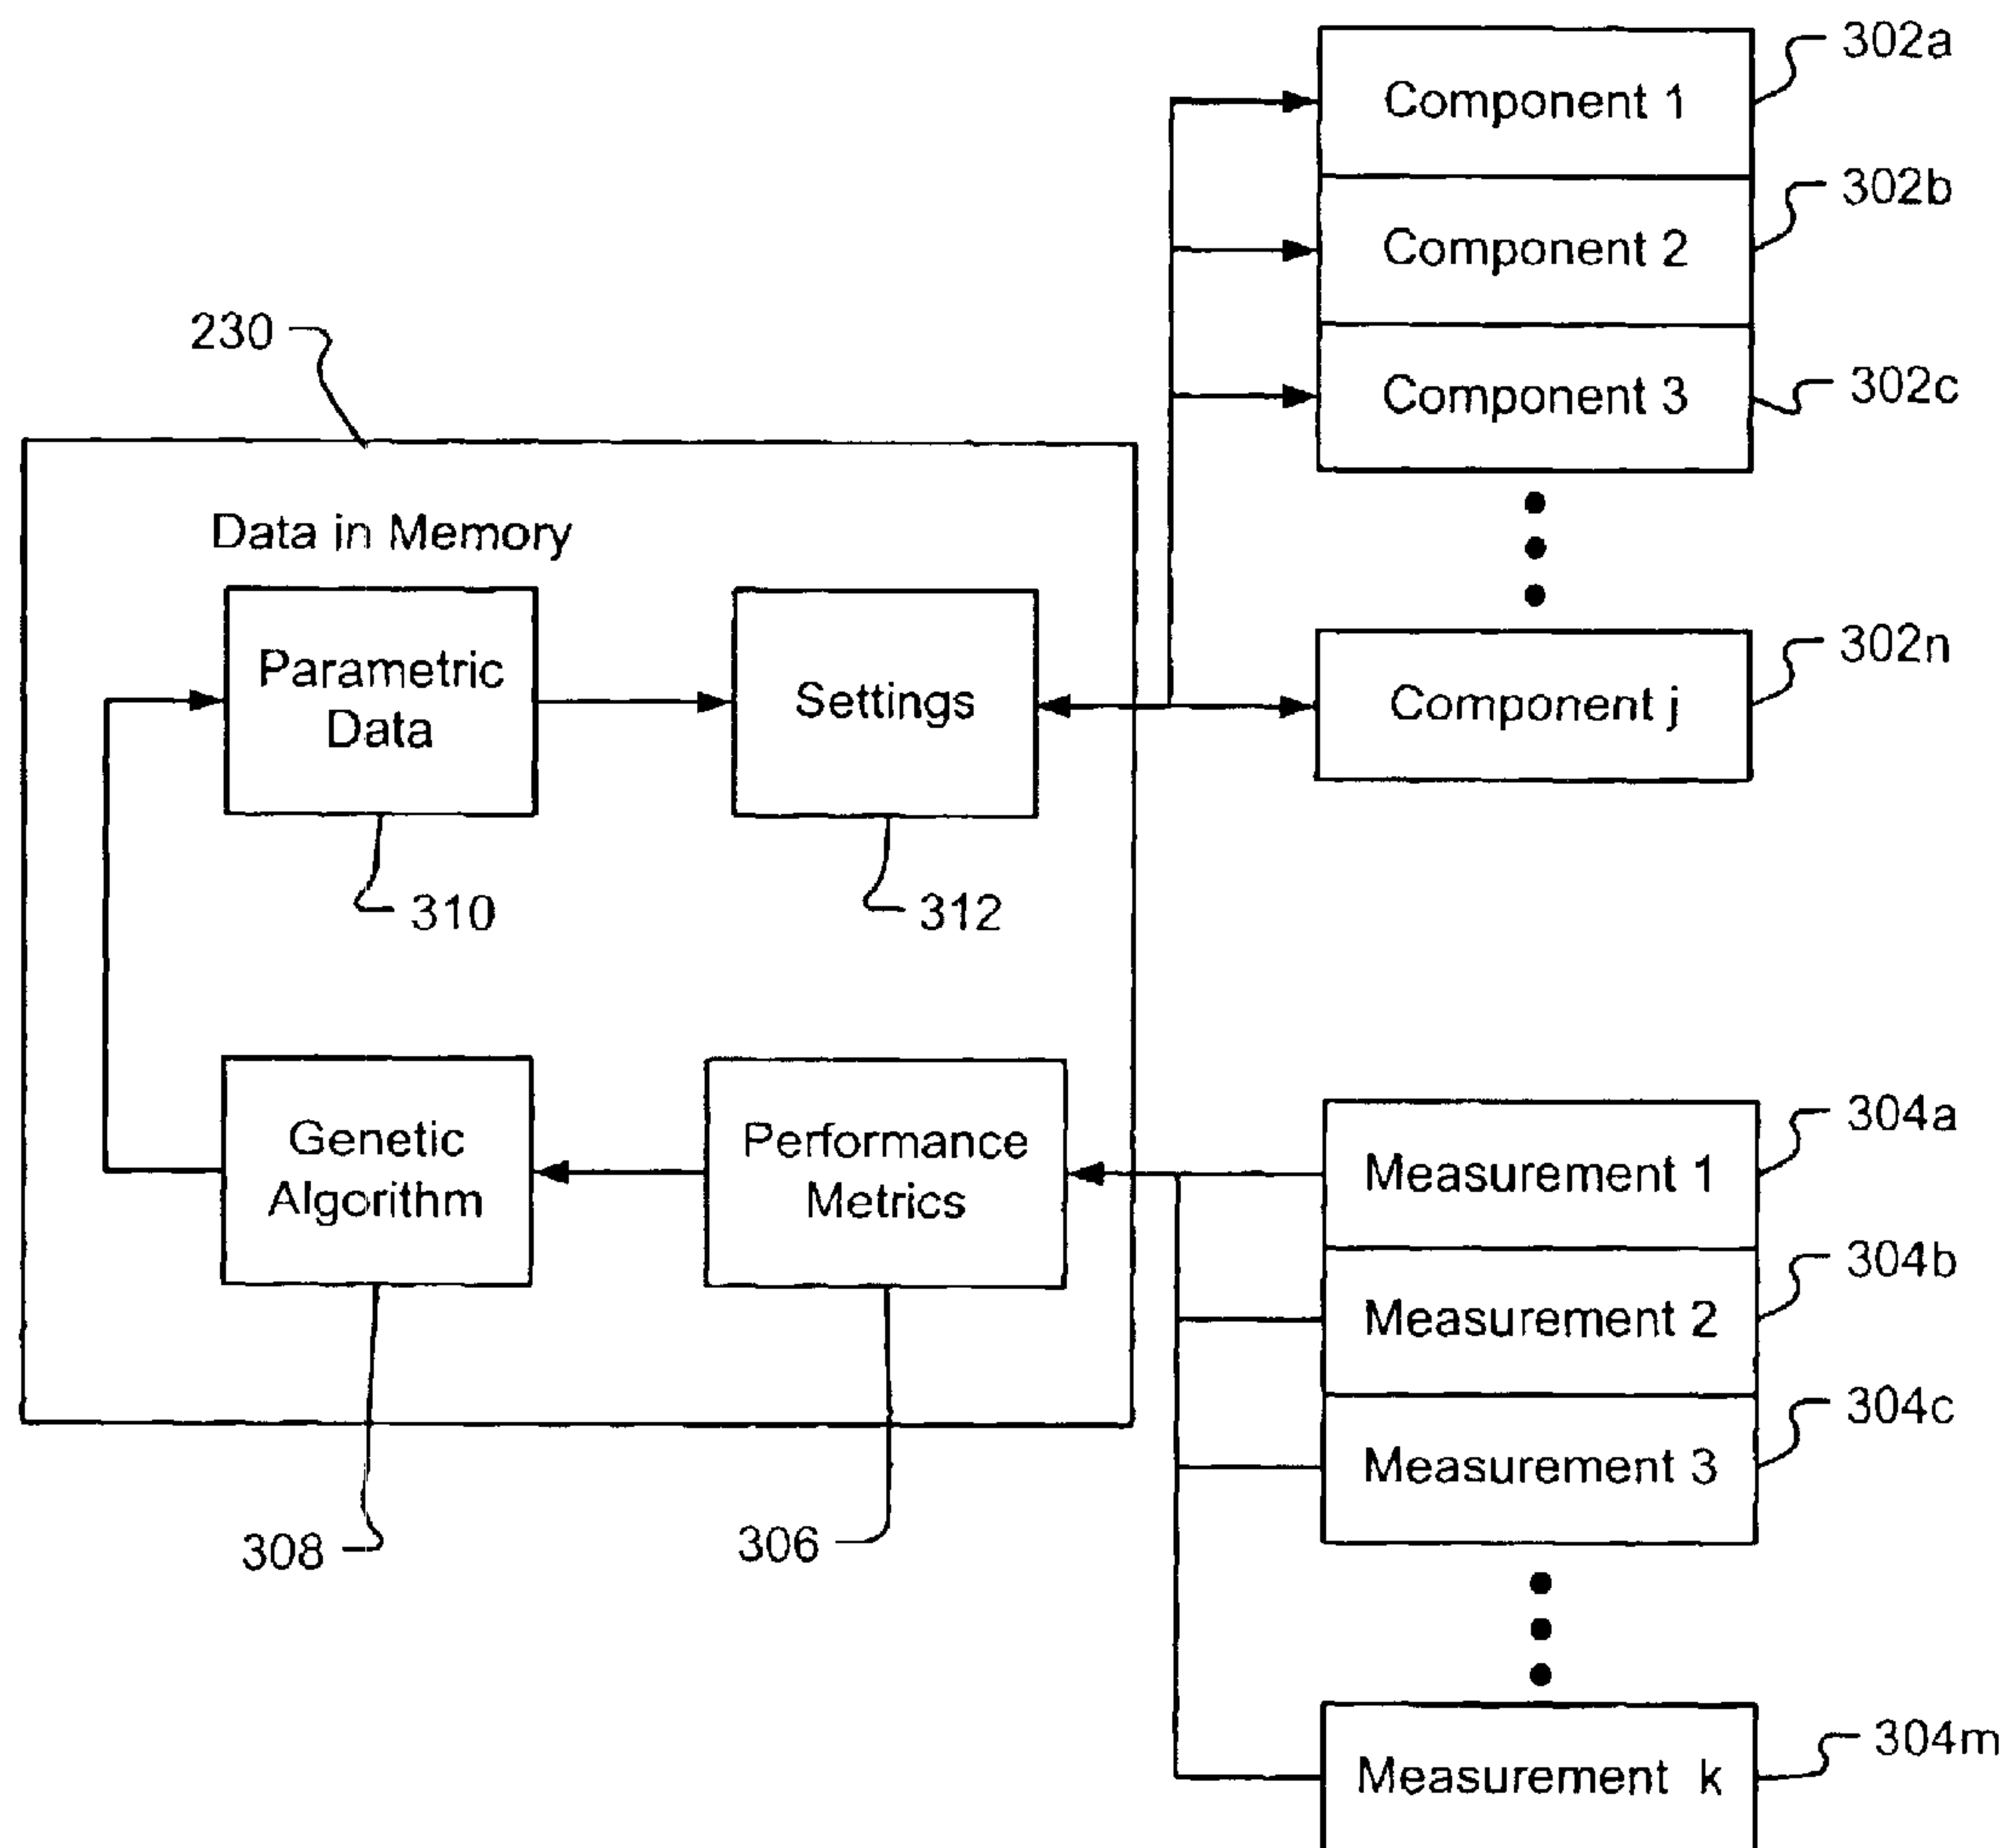 302a
Component 1
302b
Component 2
302c
Component 3
230
Data in Memory
302n
Component j
Parametric
Data
Settings
310
312
304a
Measurement 1
Genetic
Algorithm
Performance
Metrics
304b
Measurement 2
304c
Measurement 3
308
306
304m
Measurement k